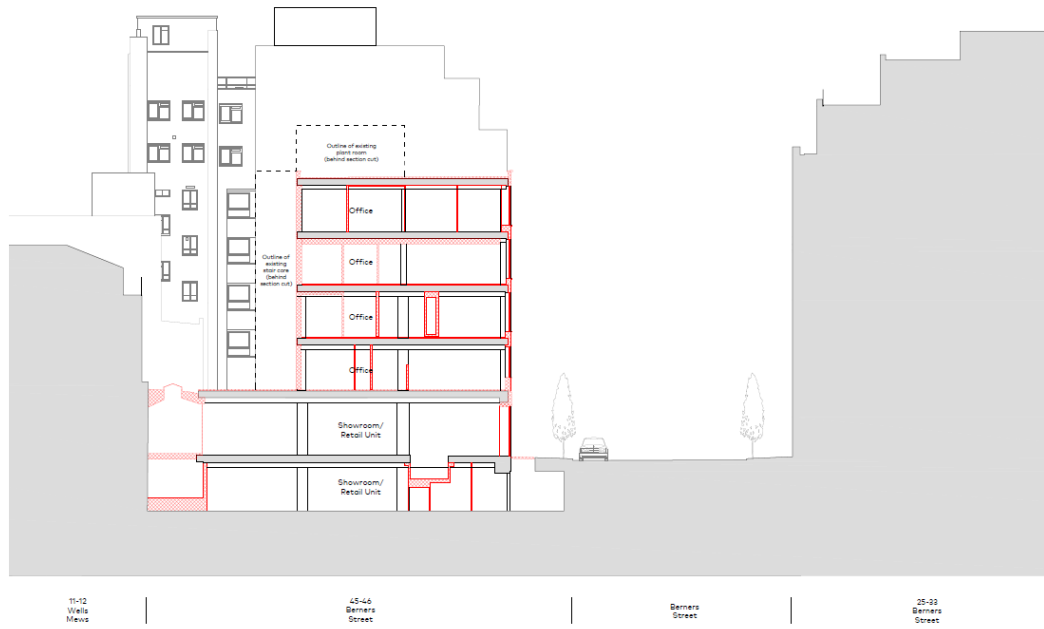 Outline of existing
plant room
(behind section cut)
Office
Outline of
existing
stair core
(behind
section cut)
Office
Office
Office
Showroom/
Retail Unit
Showroom/
Retail Unit
11-12
Wells
Mews
45-46
Berners
Street
Berners
Street
25-33
Berners
Street